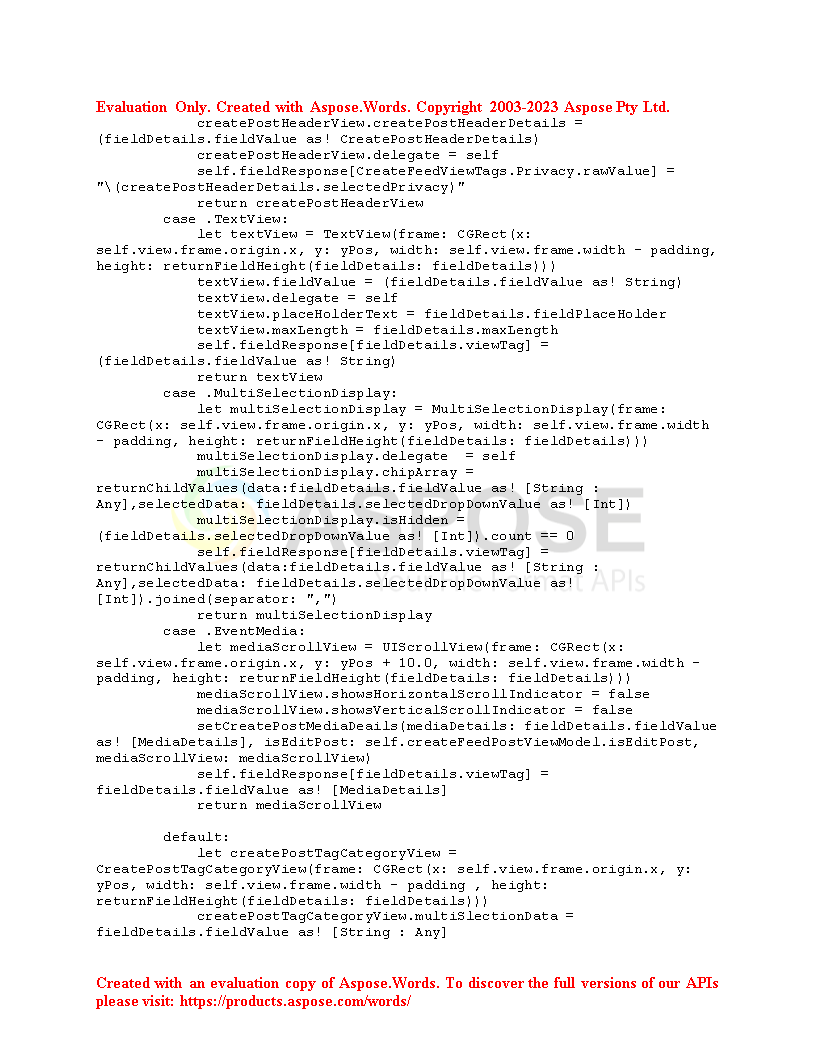 Evaluation Only. Created with Aspose.Words. Copyright 2003-2023 Aspose Pty Ltd.
createPostHeaderView.createPostHeaderDetails =
(fieldDetails.fieldValue as! CreatePostHeaderDetails)
createPostHeaderView.delegate = self
self.fieldResponse[CreateFeedViewTags.Privacy.rawValue] =
"\(createPostHeaderDetails.selectedPrivacy)"
return createPostHeaderView
case .TextView:
let textView = TextView(frame: CGRect(x:
self.view.frame.origin.x, y: yPos, width: self.view.frame.width - padding,
height: returnFieldHeight(fieldDetails: fieldDetails)))
textView.fieldValue = (fieldDetails.fieldValue as! String)
textView.delegate = self
textView.placeHolderText = fieldDetails.fieldPlaceHolder
textView.maxLength = fieldDetails.maxLength
self.fieldResponse[fieldDetails.viewTag] =
(fieldDetails.fieldValue as! String)
return textView
case .MultiSelectionDisplay:
let multiSelectionDisplay = MultiSelectionDisplay(frame:
CGRect(x: self.view.frame.origin.x, y: yPos, width: self.view.frame.width
- padding, height: returnFieldHeight(fieldDetails: fieldDetails)))
multiSelectionDisplay.delegate  = self
multiSelectionDisplay.chipArray =
returnChildValues(data:fieldDetails.fieldValue as! [String :
Any],selectedData: fieldDetails.selectedDropDownValue as! [Int])
multiSelectionDisplay.isHidden =
(fieldDetails.selectedDropDownValue as! [Int]).count == 0
self.fieldResponse[fieldDetails.viewTag] =
returnChildValues(data:fieldDetails.fieldValue as! [String :
Any],selectedData: fieldDetails.selectedDropDownValue as!
[Int]).joined(separator: ",")
return multiSelectionDisplay
case .EventMedia:
let mediaScrollView = UIScrollView(frame: CGRect(x:
self.view.frame.origin.x, y: yPos + 10.0, width: self.view.frame.width -
padding, height: returnFieldHeight(fieldDetails: fieldDetails)))
mediaScrollView.showsHorizontalScrollIndicator = false
mediaScrollView.showsVerticalScrollIndicator = false
setCreatePostMediaDeails(mediaDetails: fieldDetails.fieldValue
as! [MediaDetails], isEditPost: self.createFeedPostViewModel.isEditPost,
mediaScrollView: mediaScrollView)
self.fieldResponse[fieldDetails.viewTag] =
fieldDetails.fieldValue as! [MediaDetails]
return mediaScrollView
default:
let createPostTagCategoryView =
CreatePostTagCategoryView(frame: CGRect(x: self.view.frame.origin.x, y:
yPos, width: self.view.frame.width - padding , height:
returnFieldHeight(fieldDetails: fieldDetails)))
createPostTagCategoryView.multiSlectionData =
fieldDetails.fieldValue as! [String : Any]
ASPOSE
APIs
Created with an evaluation copy of Aspose.Words. To discover the full versions of our APIs
please visit: https://products.aspose.com/words/